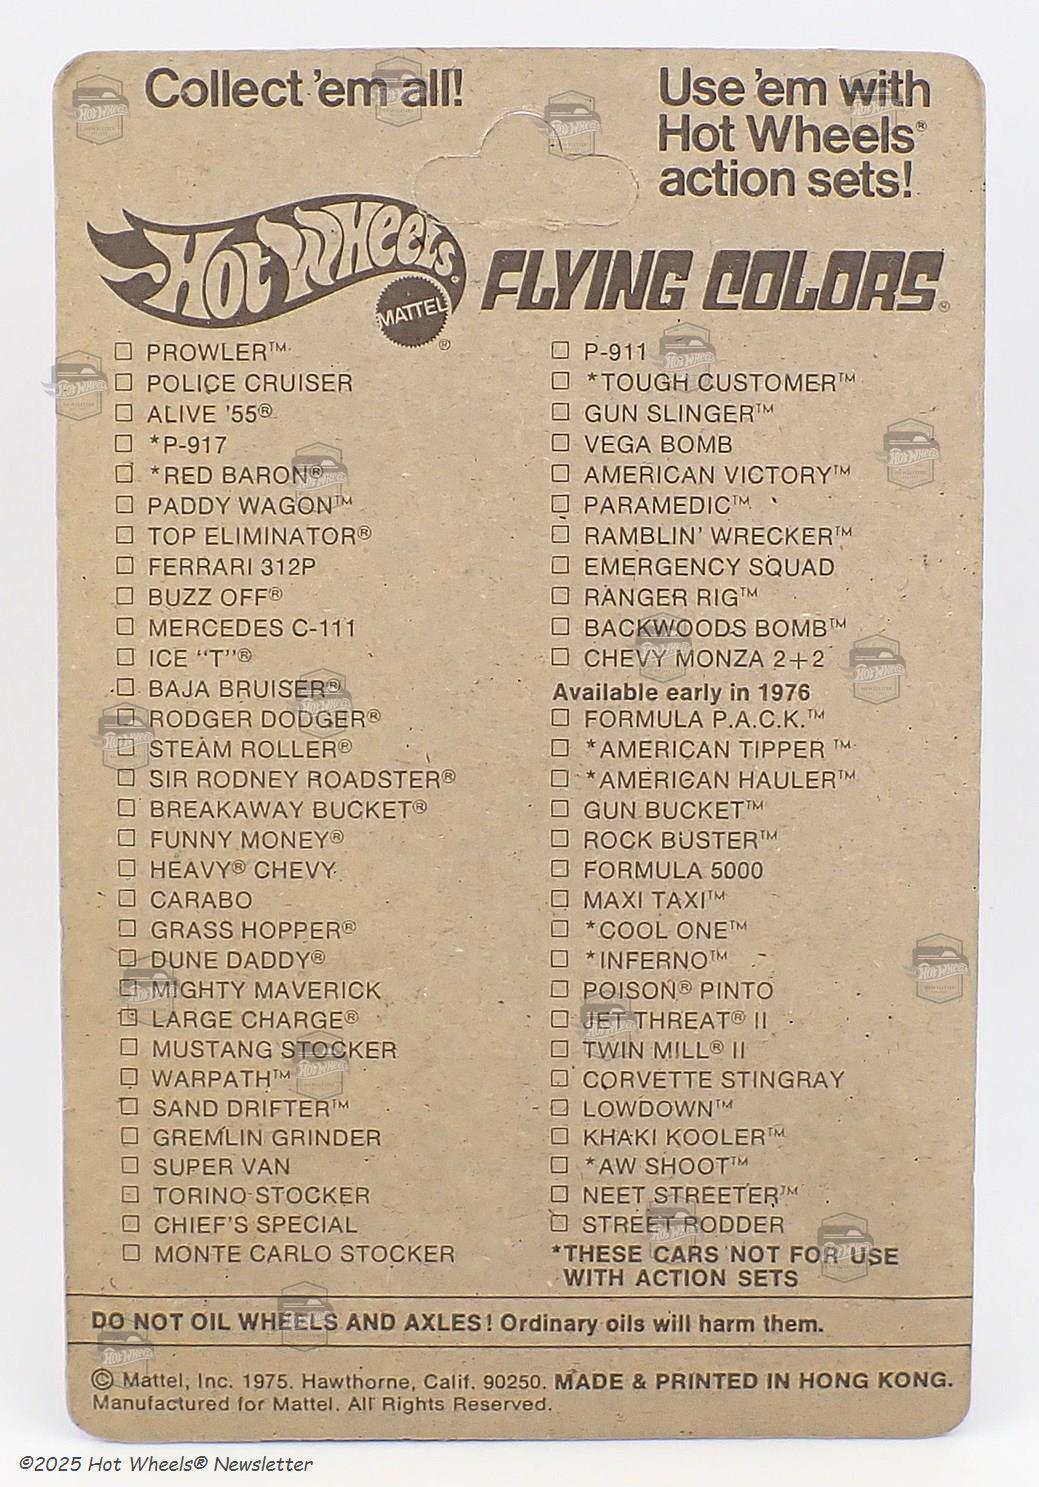 Collect 'em all!
Use 'em with
Hot Wheels®
action sets!
HOT WHEELS®
MATTEL®
FLYING COLORS®
☐ PROWLER™
☐ POLICE CRUISER
☐ ALIVE '55®
☐ *P-917
☐ *RED BARON®
☐ PADDY WAGON™
☐ TOP ELIMINATOR®
☐ FERRARI 312P
☐ BUZZ OFF®
☐ MERCEDES C-111
☐ ICE “T”®
☐ BAJA BRUISER®
☐ RODGER DODGER®
☐ STEAM ROLLER®
☐ SIR RODNEY ROADSTER®
☐ BREAKAWAY BUCKET®
☐ FUNNY MONEY®
☐ HEAVY® CHEVY
☐ CARABO
☐ GRASS HOPPER®
☐ DUNE DADDY®
☐ MIGHTY MAVERICK
☐ LARGE CHARGE®
☐ MUSTANG STOCKER
☐ WARPATH™
☐ SAND DRIFTER™
☐ GREMLIN GRINDER
☐ SUPER VAN
☐ TORINO STOCKER
☐ CHIEF'S SPECIAL
☐ MONTE CARLO STOCKER
☐ P-911
☐ *TOUGH CUSTOMER™
☐ GUN SLINGER™
☐ VEGA BOMB
☐ AMERICAN VICTORY™
☐ PARAMEDIC™
☐ RAMBLIN' WRECKER™
☐ EMERGENCY SQUAD
☐ RANGER RIG™
☐ BACKWOODS BOMB™
☐ CHEVY MONZA 2+2
Available early in 1976
☐ FORMULA P.A.C.K.™
☐ *AMERICAN TIPPER™
☐ *AMERICAN HAULER™
☐ GUN BUCKET™
☐ ROCK BUSTER™
☐ FORMULA 5000
☐ MAXI TAXI™
☐ *COOL ONE™
☐ *INFERNO™
☐ POISON® PINTO
☐ JET THREAT® II
☐ TWIN MILL® II
☐ CORVETTE STINGRAY
☐ LOWDOWN™
☐ KHAKI KOOLER™
☐ *AW SHOOT™
☐ NEET STREETER™
☐ STREET RODDER
*THESE CARS NOT FOR USE
WITH ACTION SETS
DO NOT OIL WHEELS AND AXLES! Ordinary oils will harm them.
© Mattel, Inc. 1975. Hawthorne, Calif. 90250. MADE & PRINTED IN HONG KONG.
Manufactured for Mattel. All Rights Reserved.
©2025 Hot Wheels® Newsletter